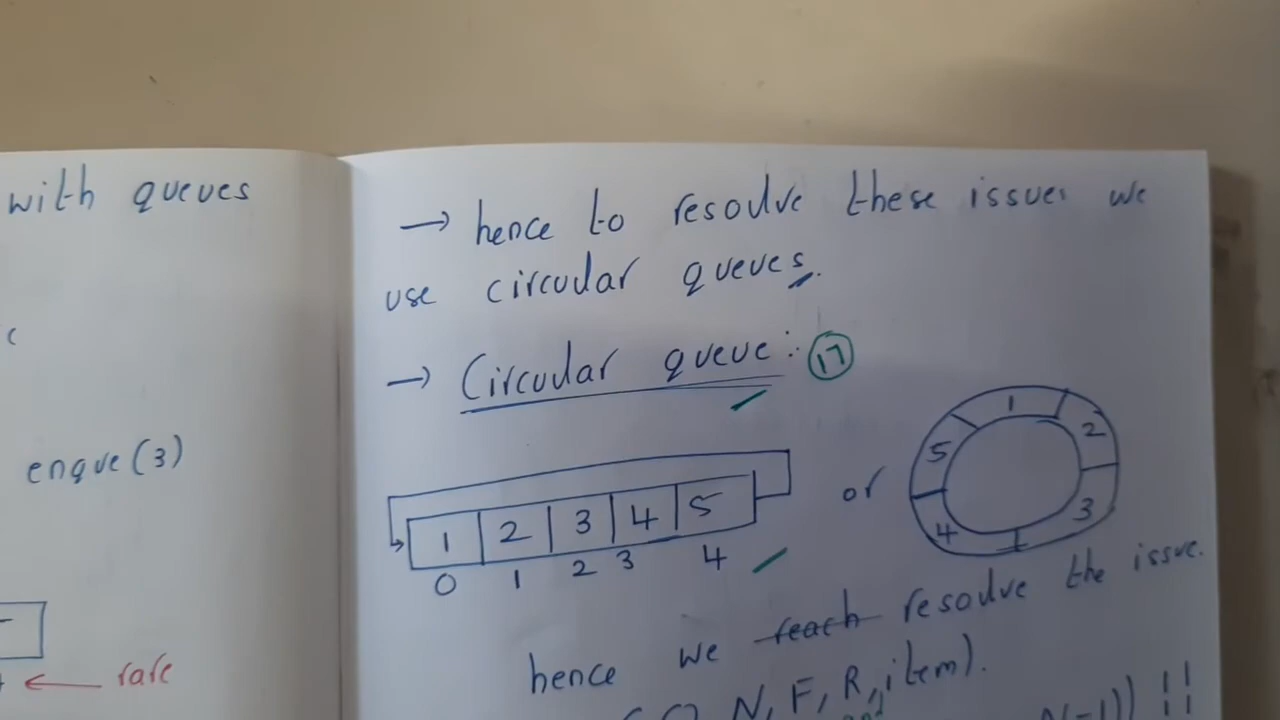 with queues
enque(3)
→ hence to resolve these issues we
use circular queues.
→ Circular queue: 17
1 2 3 4 5
0 1 2 3 4
or
1 2 3 4 5
hence we reach resolve the issue.
N, F, R, item).
N-1)) !!